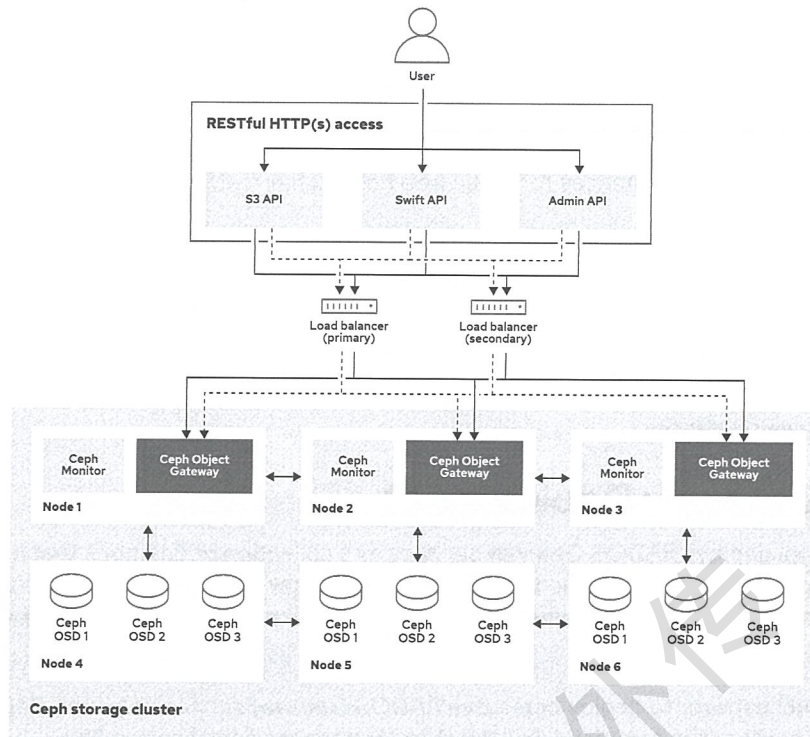 User
RESTful HTTP(s) access
S3 API
Swift API
Admin API
Load balancer
(primary)
Load balancer
(secondary)
Ceph
Monitor
Ceph Object
Gateway
Node 1
Ceph
Monitor
Ceph Object
Gateway
Node 2
Ceph
Monitor
Ceph Object
Gateway
Node 3
Ceph
OSD 1
Ceph
OSD 2
Ceph
OSD 3
Node 4
Ceph
OSD 1
Ceph
OSD 2
Ceph
OSD 3
Node 5
Ceph
OSD 1
Ceph
OSD 2
Ceph
OSD 3
Node 6
Ceph storage cluster
外传